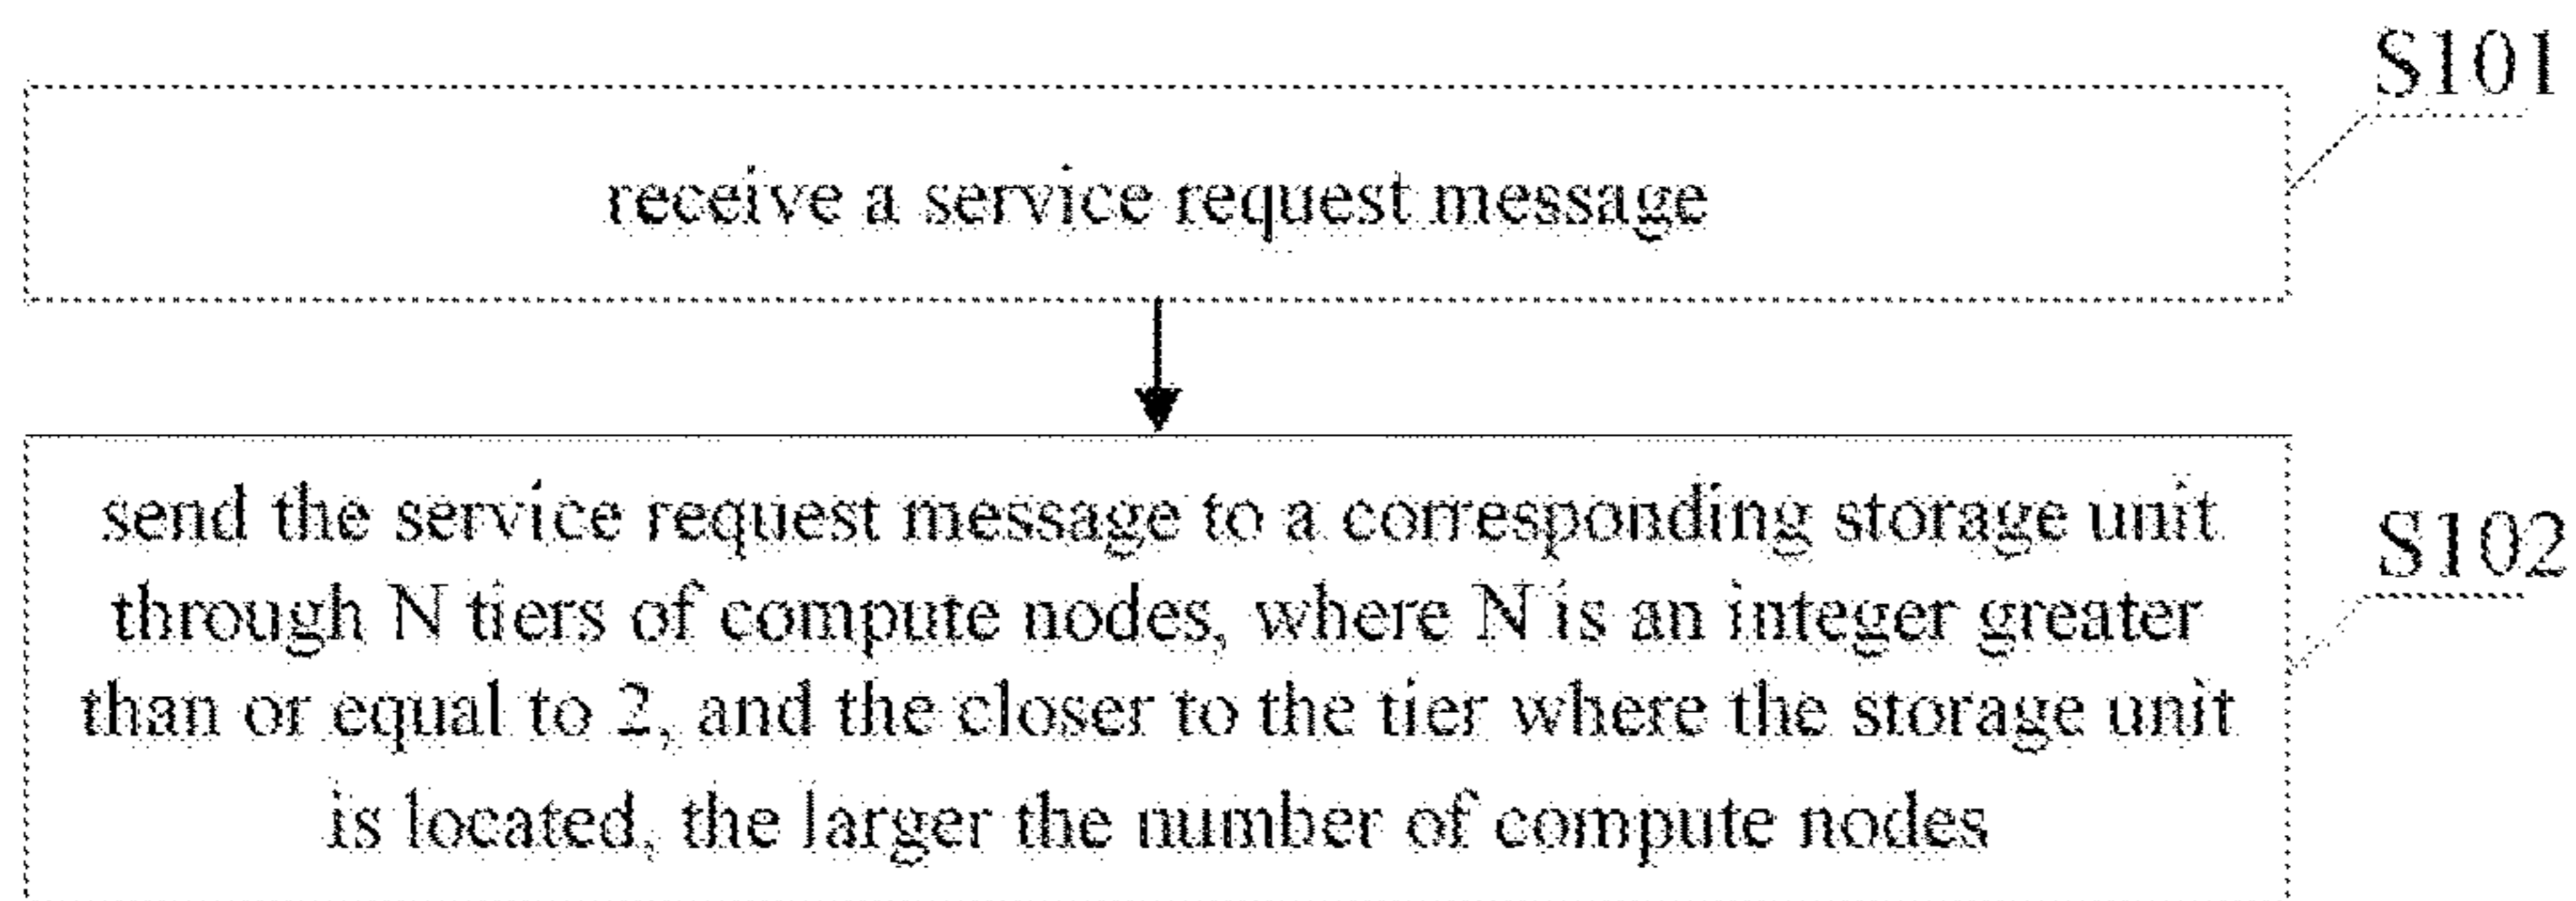 S101
receive a service request message
send the service request message to a corresponding storage unit
through N tiers of compute nodes, where N is an integer greater
than or equal to 2, and the closer to the tier where the storage unit
is located, the larger the number of compute nodes
S102